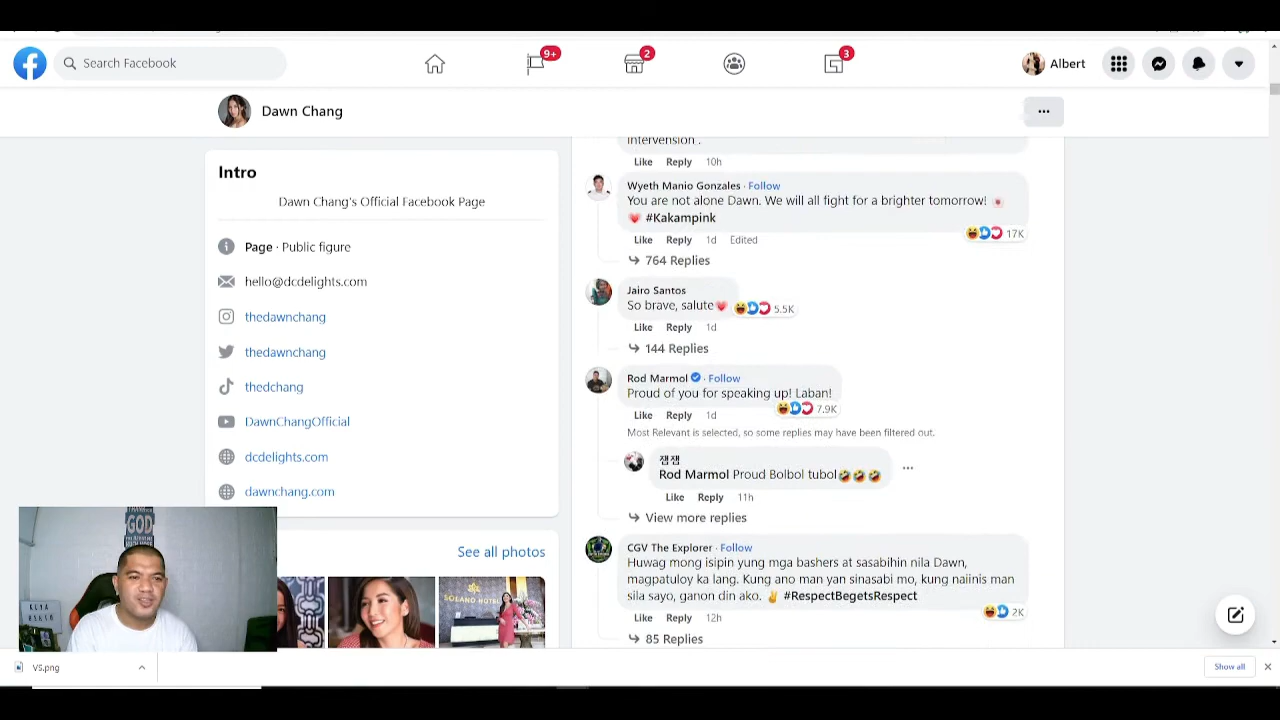 Search Facebook
9+
2
3
Albert
Dawn Chang
Intro
Dawn Chang's Official Facebook Page
Page · Public figure
hello@dcdelights.com
thedawnchang
thedawnchang
thedchang
DawnChangOfficial
dcdelights.com
dawnchang.com
See all photos
SOLANO HOTEL
GOD
intervension .
Like Reply 10h
Wyeth Manio Gonzales · Follow
You are not alone Dawn. We will all fight for a brighter tomorrow! 🌸
💗 #Kakampink
17K
Like Reply 1d Edited
764 Replies
Jairo Santos
So brave, salute💗
5.5K
Like Reply 1d
144 Replies
Rod Marmol · Follow
Proud of you for speaking up! Laban!
7.9K
Like Reply 1d
Most Relevant is selected, so some replies may have been filtered out.
잼잼
Rod Marmol Proud Bolbol tubol🤣🤣🤣
Like Reply 11h
View more replies
CGV The Explorer · Follow
Huwag mong isipin yung mga bashers at sasabihin nila Dawn,
magpatuloy ka lang. Kung ano man yan sinasabi mo, kung naiinis man
sila sayo, ganon din ako. ✌ #RespectBegetsRespect
2K
Like Reply 12h
85 Replies
VS.png
Show all